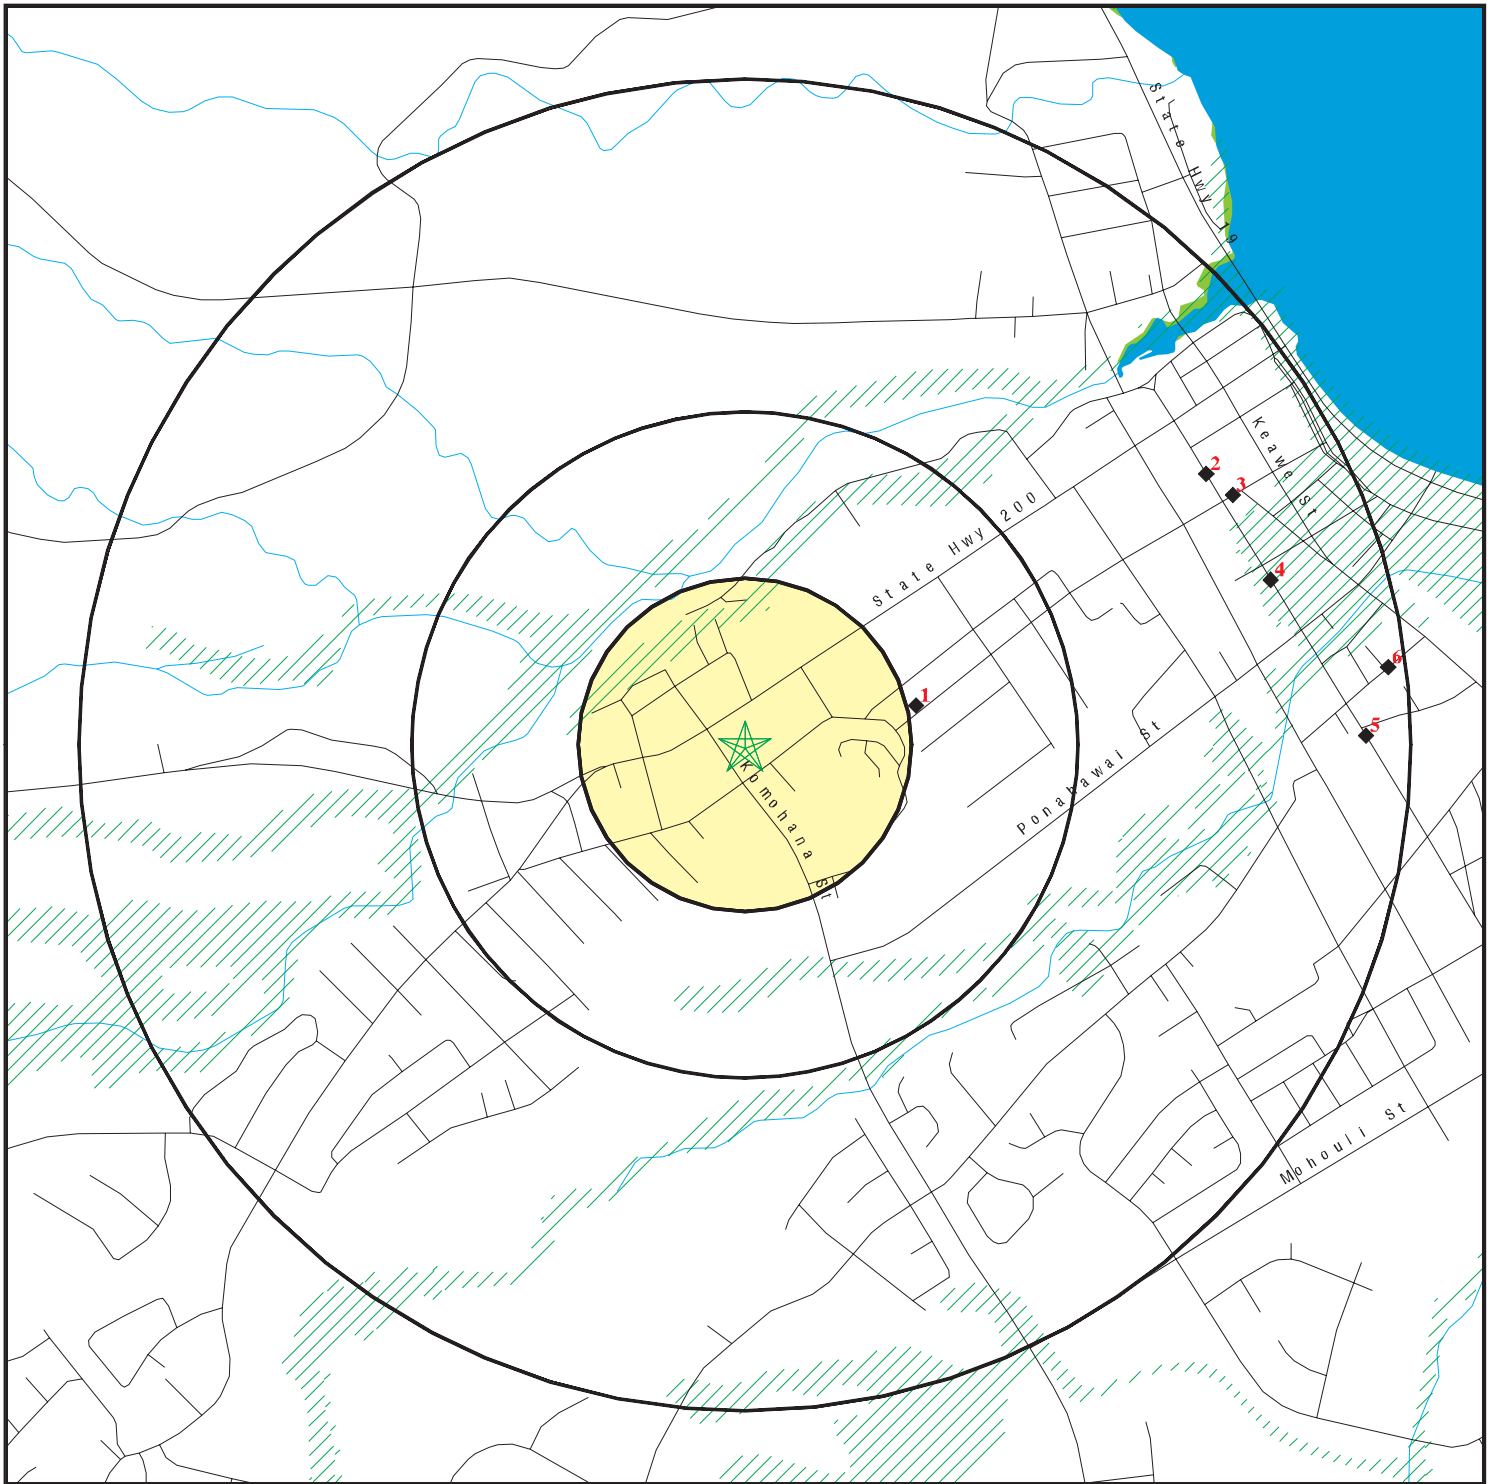 State Hwy 19
Keawe St
2
3
State Hwy 200
4
6
1
5
Ponahawai St
Komohana St
Mohouli St